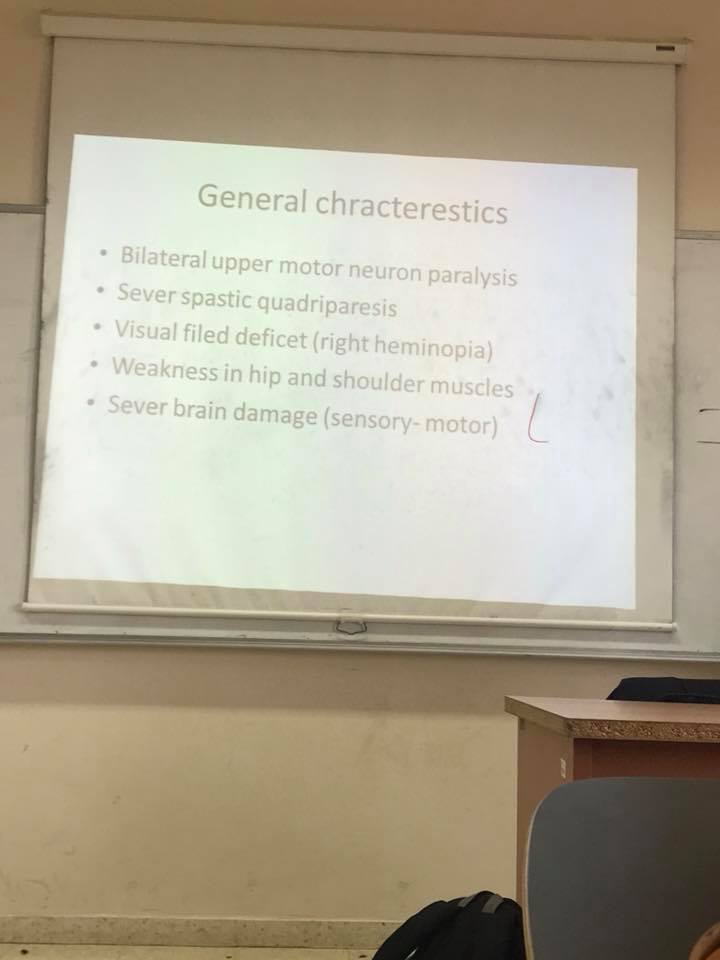 General chracterestics
• Bilateral upper motor neuron paralysis
• Sever spastic quadriparesis
• Visual filed deficet (right heminopia)
• Weakness in hip and shoulder muscles
• Sever brain damage (sensory- motor)